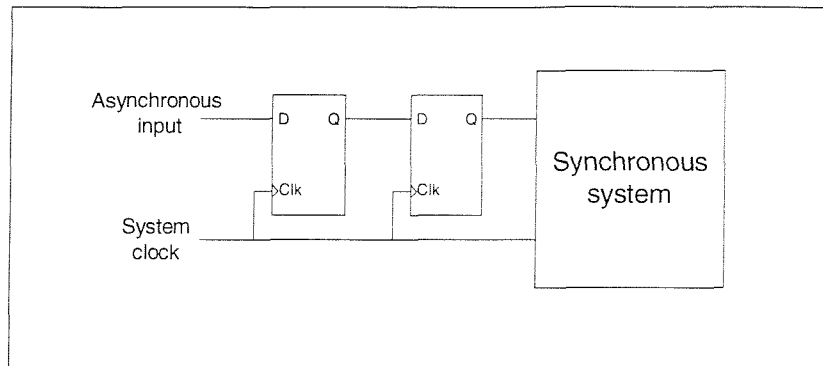 Asynchronous
input
D Q
D Q
Clk
Clk
Synchronous
system
System
clock